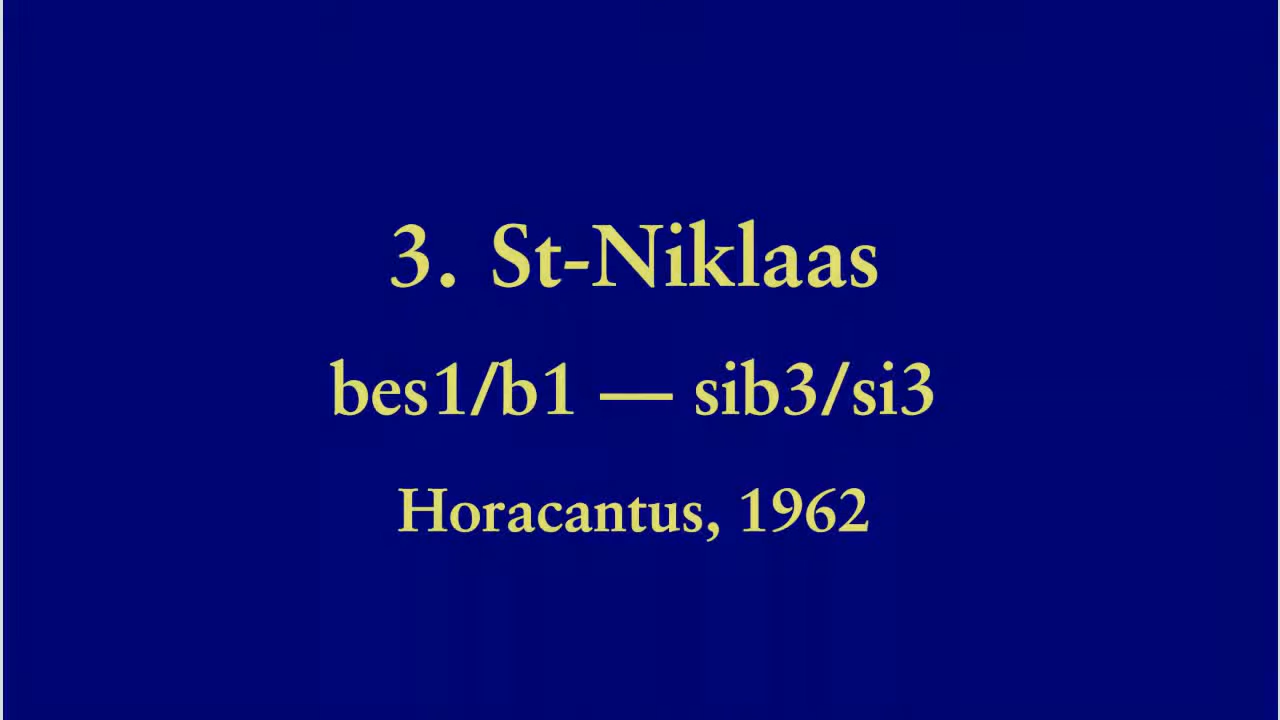 3. St-Niklaas
bes1/b1 — sib3/si3
Horacantus, 1962